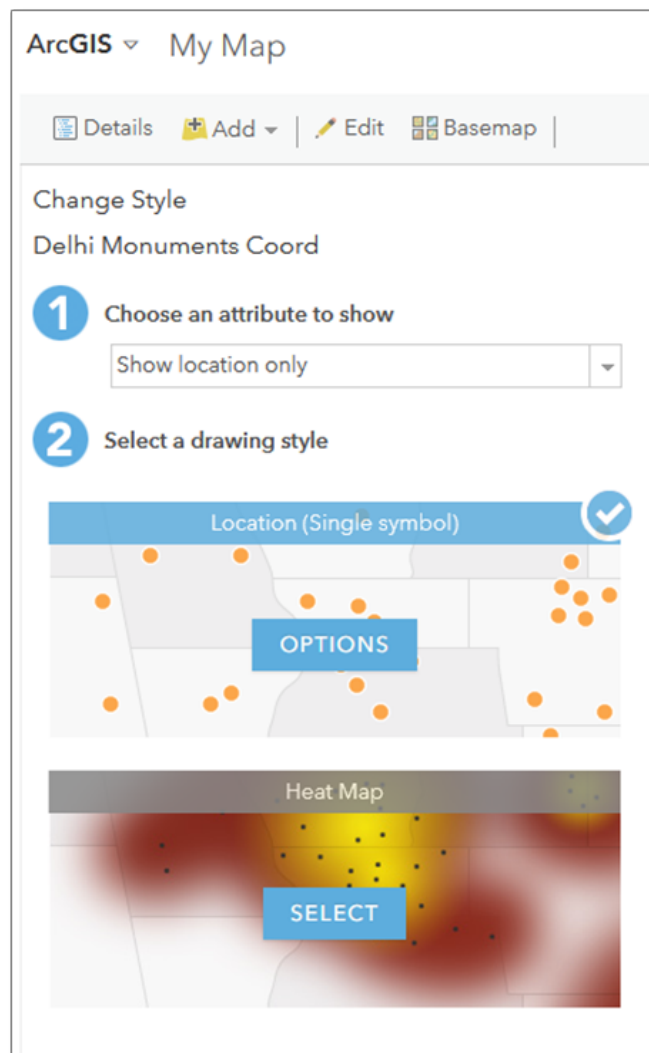 ArcGIS My Map
Details Add Edit Basemap
Change Style
Delhi Monuments Coord
1 Choose an attribute to show
Show location only
2 Select a drawing style
Location (Single symbol)
OPTIONS
Heat Map
SELECT